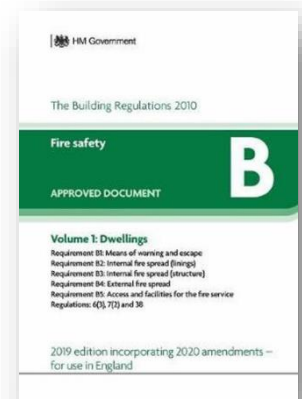 HM Government
The Building Regulations 2010
Fire safety
B
APPROVED DOCUMENT
Volume 1: Dwellings
Requirement B1: Means of warning and escape
Requirement B2: Internal fire spread (linings)
Requirement B3: Internal fire spread (structure)
Requirement B4: External fire spread
Requirement B5: Access and facilities for the fire service
Regulations: 6(3), 7(2) and 38
2019 edition incorporating 2020 amendments –
for use in England